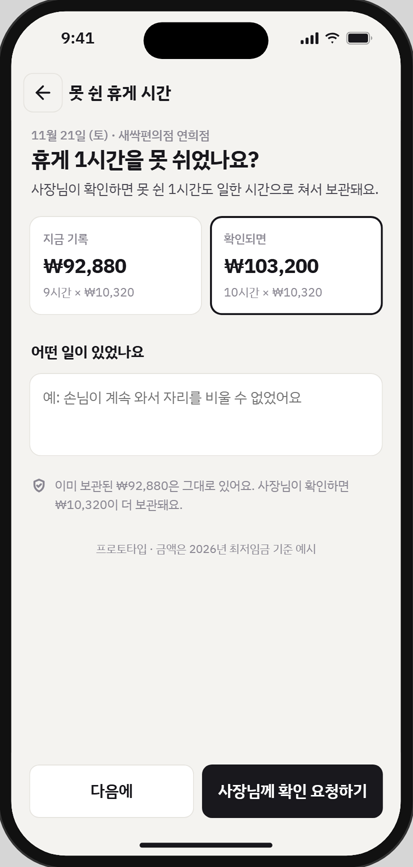 9:41
못 쉰 휴게 시간
11월 21일 (토) · 새싹편의점 연희점
휴게 1시간을 못 쉬었나요?
사장님이 확인하면 못 쉰 1시간도 일한 시간으로 쳐서 보관돼요.
지금 기록
₩92,880
9시간 × ₩10,320
확인되면
₩103,200
10시간 × ₩10,320
어떤 일이 있었나요
예: 손님이 계속 와서 자리를 비울 수 없었어요
이미 보관된 ₩92,880은 그대로 있어요. 사장님이 확인하면
₩10,320이 더 보관돼요.
프로토타입 · 금액은 2026년 최저임금 기준 예시
다음에
사장님께 확인 요청하기